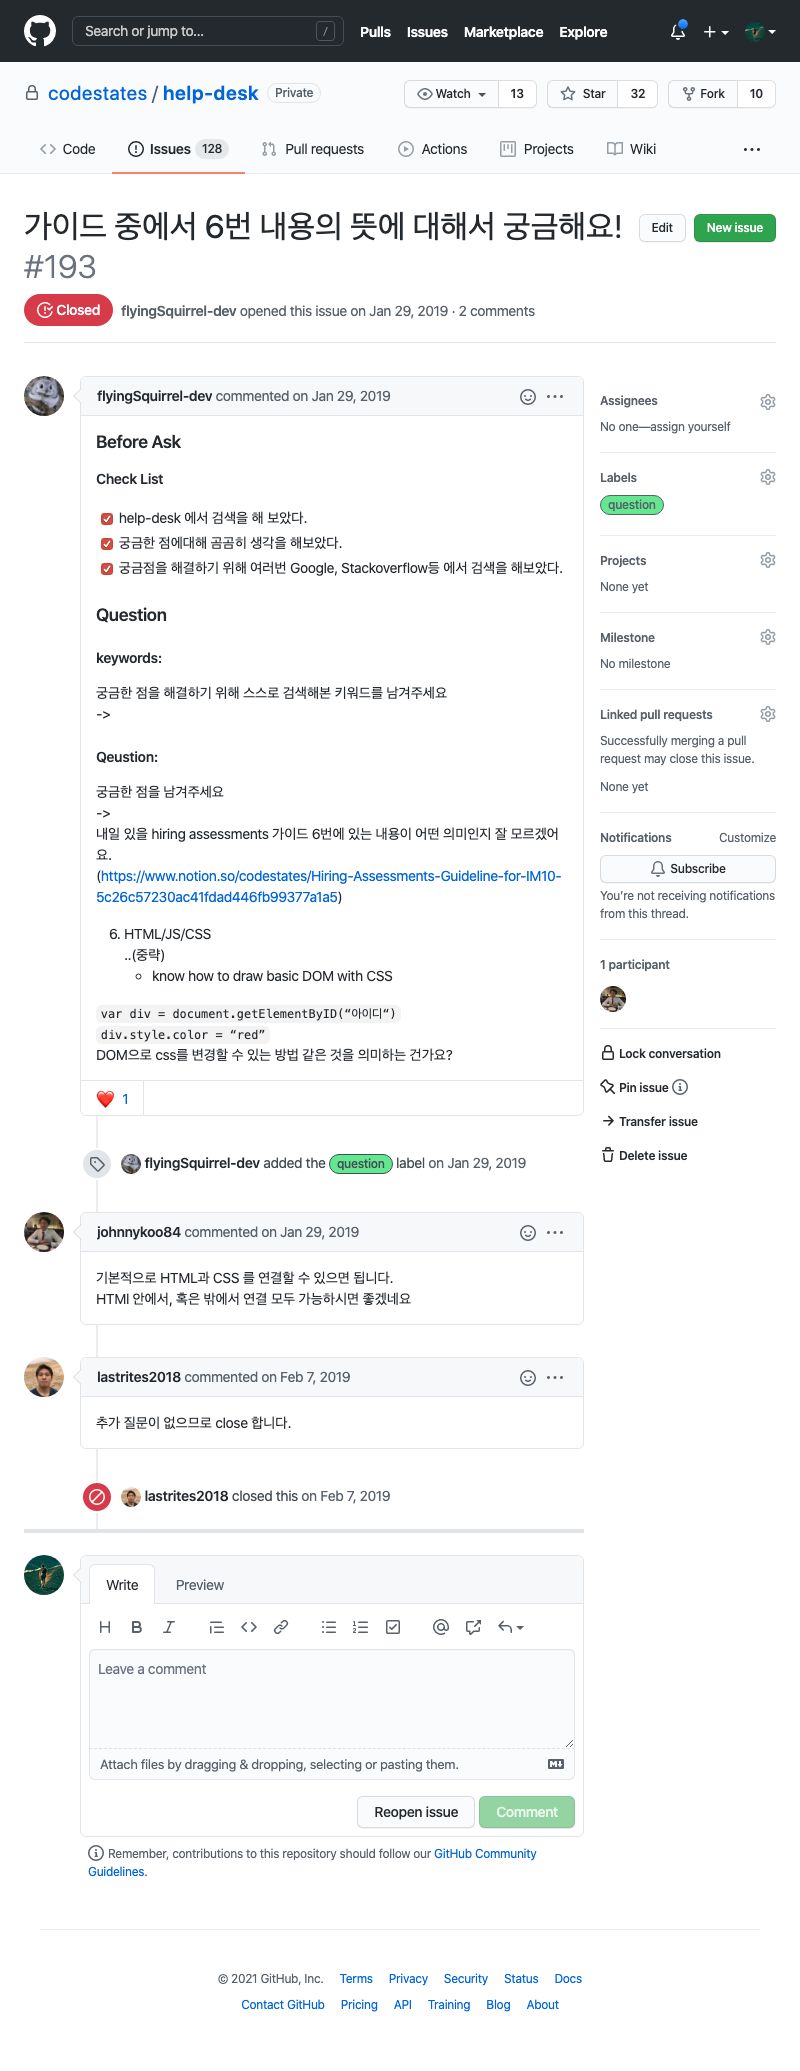 Search or jump to... /
Pulls Issues Marketplace Explore
codestates / help-desk Private
Watch 13 Star 32 Fork 10
Code Issues 128 Pull requests Actions Projects Wiki ...
가이드 중에서 6번 내용의 뜻에 대해서 궁금해요!
#193
Edit New issue
Closed flyingSquirrel-dev opened this issue on Jan 29, 2019 · 2 comments
flyingSquirrel-dev commented on Jan 29, 2019
Before Ask
Check List
help-desk 에서 검색을 해 보았다.
궁금한 점에대해 곰곰히 생각을 해보았다.
궁금점을 해결하기 위해 여러번 Google, Stackoverflow등 에서 검색을 해보았다.
Question
keywords:
궁금한 점을 해결하기 위해 스스로 검색해본 키워드를 남겨주세요
->
Qeustion:
궁금한 점을 남겨주세요
->
내일 있을 hiring assessments 가이드 6번에 있는 내용이 어떤 의미인지 잘 모르겠어
요.
(https://www.notion.so/codestates/Hiring-Assessments-Guideline-for-IM10-
5c26c57230ac41fdad446fb99377a1a5)
6. HTML/JS/CSS
..(중략)
know how to draw basic DOM with CSS
var div = document.getElementByID(“아이디“)
div.style.color = “red”
DOM으로 css를 변경할 수 있는 방법 같은 것을 의미하는 건가요?
❤️ 1
flyingSquirrel-dev added the question label on Jan 29, 2019
johnnykoo84 commented on Jan 29, 2019
기본적으로 HTML과 CSS 를 연결할 수 있으면 됩니다.
HTMl 안에서, 혹은 밖에서 연결 모두 가능하시면 좋겠네요
lastrites2018 commented on Feb 7, 2019
추가 질문이 없으므로 close 합니다.
lastrites2018 closed this on Feb 7, 2019
Assignees
No one—assign yourself
Labels
question
Projects
None yet
Milestone
No milestone
Linked pull requests
Successfully merging a pull
request may close this issue.
None yet
Notifications Customize
Subscribe
You’re not receiving notifications
from this thread.
1 participant
Lock conversation
Pin issue
Transfer issue
Delete issue
Write Preview
H B I
Leave a comment
Attach files by dragging & dropping, selecting or pasting them.
Reopen issue Comment
Remember, contributions to this repository should follow our GitHub Community
Guidelines.
© 2021 GitHub, Inc. Terms Privacy Security Status Docs
Contact GitHub Pricing API Training Blog About